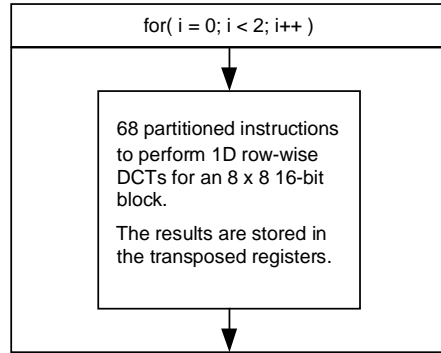 for( i = 0; i < 2; i++ )
68 partitioned instructions
to perform 1D row-wise
DCTs for an 8 x 8 16-bit
block.
The results are stored in
the transposed registers.